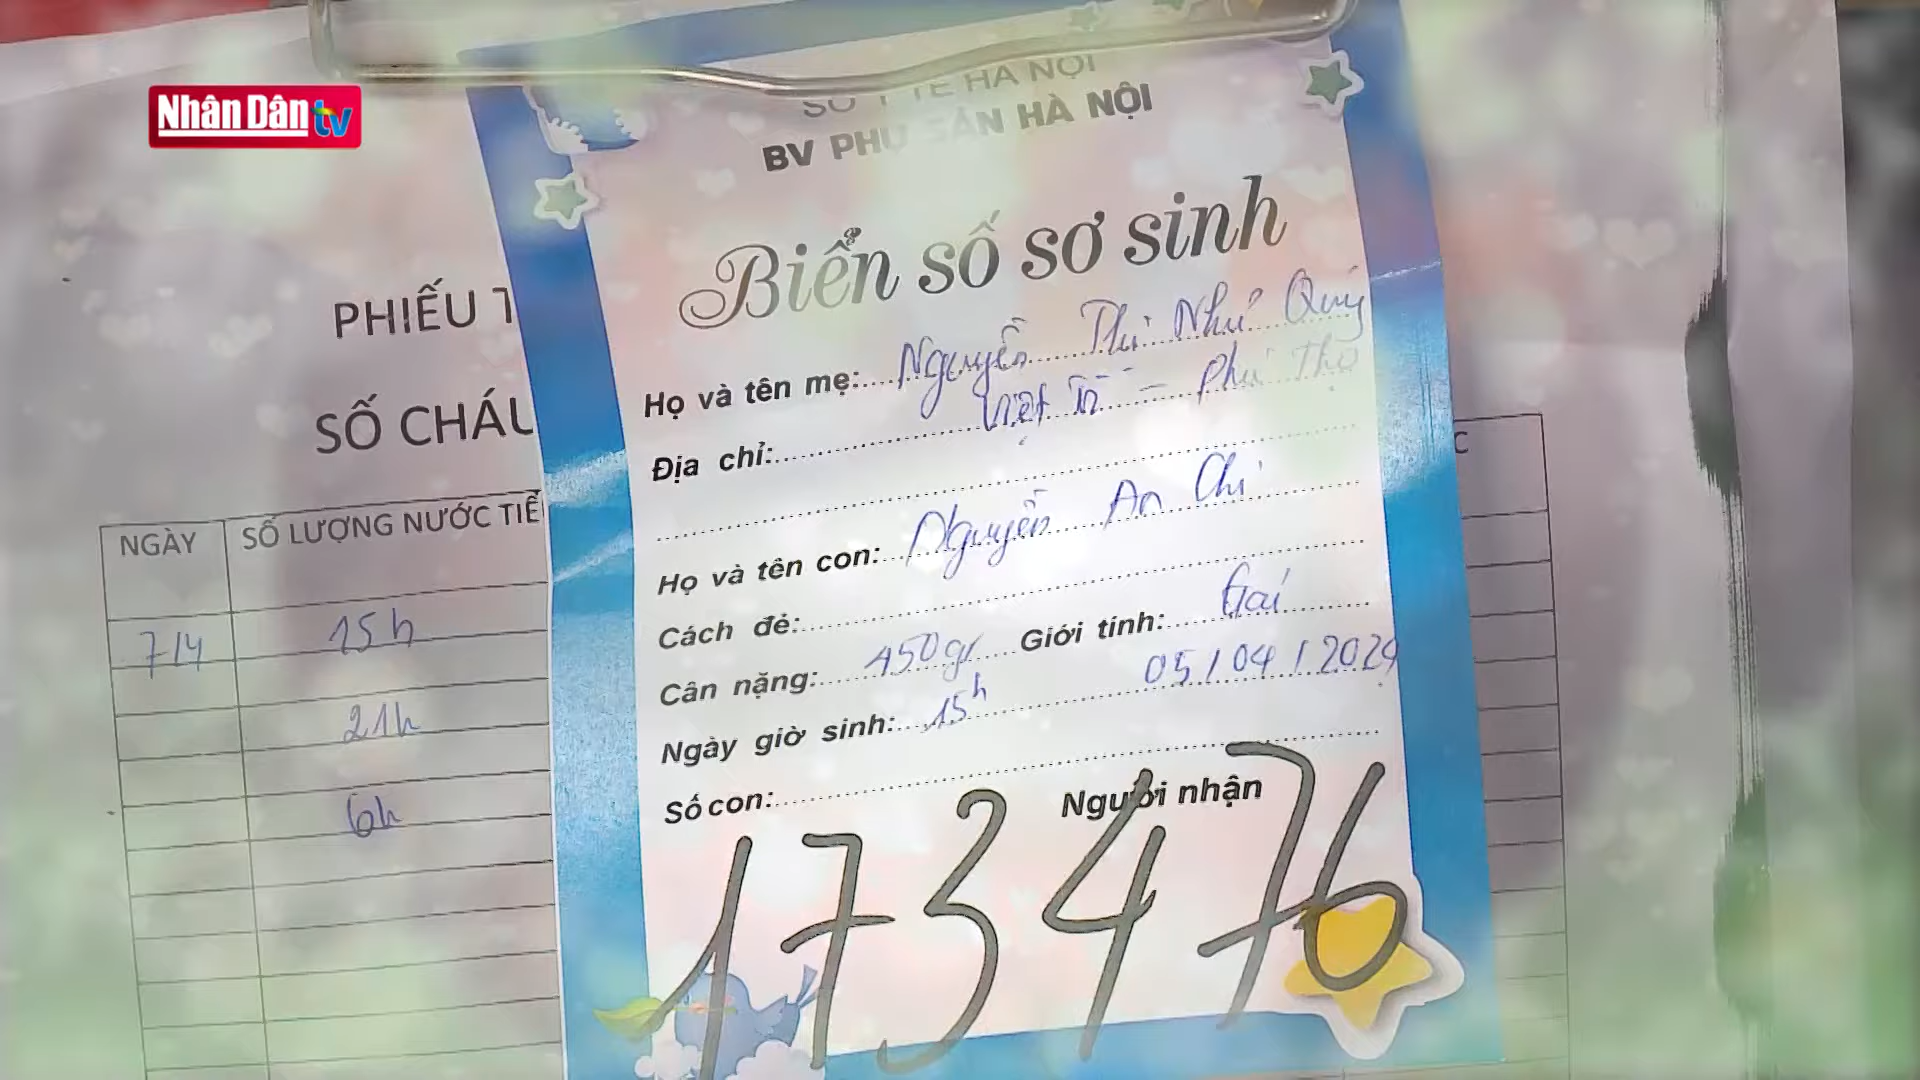 Nhân Dân tv
SỞ Y TẾ HÀ NỘI
BV PHỤ SẢN HÀ NỘI
Biển số sơ sinh
Họ và tên mẹ: Nguyễn Thị Như Quý
Địa chỉ: Việt Trì - Phú Thọ
Họ và tên con: Nguyễn An Chi
Cách đẻ:
Cân nặng: 450gr Giới tính: Gái
Ngày giờ sinh: 15h 05/04/2024
Số con:
Người nhận
173476
PHIẾU
SỐ CHÁU
NGÀY SỐ LƯỢNG NƯỚC TIỂ
7/4 15h
21h
6h